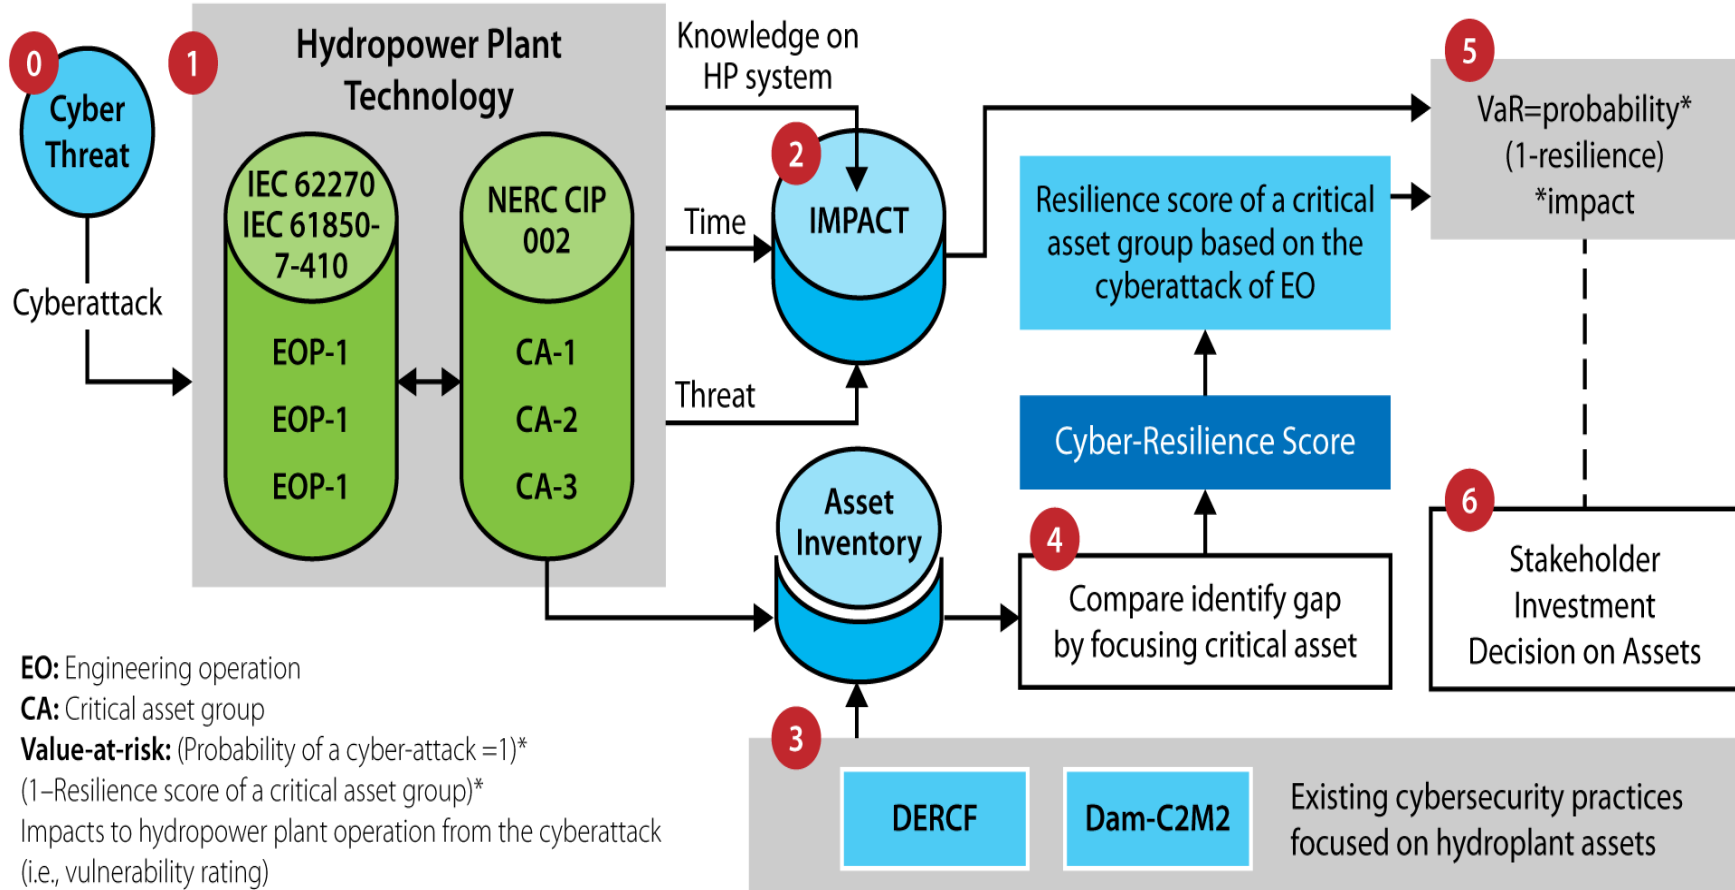 0
Cyber
Threat
Cyberattack
1
Hydropower Plant
Technology
IEC 62270
IEC 61850-
7-410
EOP-1
EOP-1
EOP-1
NERC CIP
002
CA-1
CA-2
CA-3
Knowledge on
HP system
Time
Threat
2
IMPACT
Asset
Inventory
3
DERCF
Dam-C2M2
Existing cybersecurity practices
focused on hydroplant assets
4
Compare identify gap
by focusing critical asset
Cyber-Resilience Score
Resilience score of a critical
asset group based on the
cyberattack of EO
5
VaR=probability*
(1-resilience)
*impact
6
Stakeholder
Investment
Decision on Assets
EO: Engineering operation
CA: Critical asset group
Value-at-risk: (Probability of a cyber-attack =1)*
(1–Resilience score of a critical asset group)*
Impacts to hydropower plant operation from the cyberattack
(i.e., vulnerability rating)